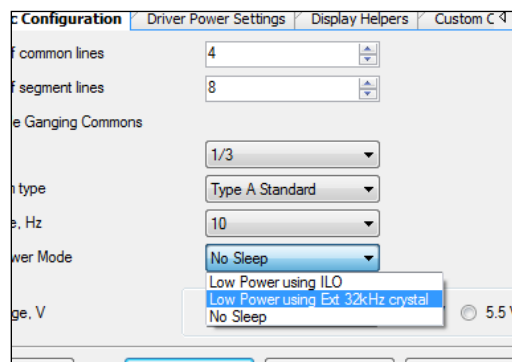 Configuration Driver Power Settings Display Helpers Custom C
f common lines 4
f segment lines 8
e Ganging Commons
1/3
type Type A Standard
e, Hz 10
wer Mode No Sleep
Low Power using ILO
Low Power using Ext 32kHz crystal
No Sleep
ge, V 5.5 V